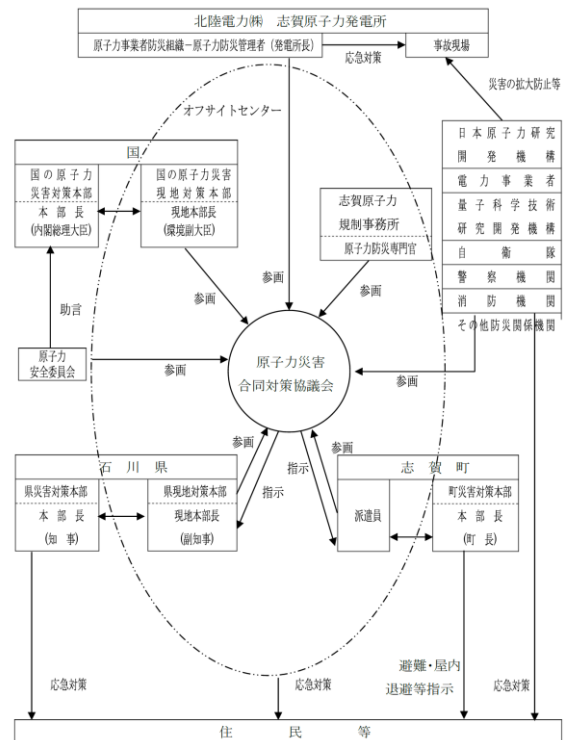 北陸電力㈱　志賀原子力発電所
原子力事業者防災組織－原子力防災管理者（発電所長）
応急対策
事故現場
災害の拡大防止等
オフサイトセンター
国
国の原子力
災害対策本部
本部長
(内閣総理大臣)
国の原子力災害
現地対策本部
現地本部長
(環境副大臣)
志賀原子力
規制事務所
原子力防災専門官
日本原子力研究
開発機構
電力事業者
量子科学技術
研究開発機構
自衛隊
警察機関
消防機関
その他防災関係機関
助言
参画
参画
参画
原子力
安全委員会
参画
原子力災害
合同対策協議会
参画
石川県
県災害対策本部
本部長
(知事)
県現地対策本部
現地本部長
(副知事)
参画
指示
指示
参画
志賀町
派遣員
町災害対策本部
本部長
(町長)
応急対策
応急対策
避難・屋内
退避等指示
応急対策
住民等